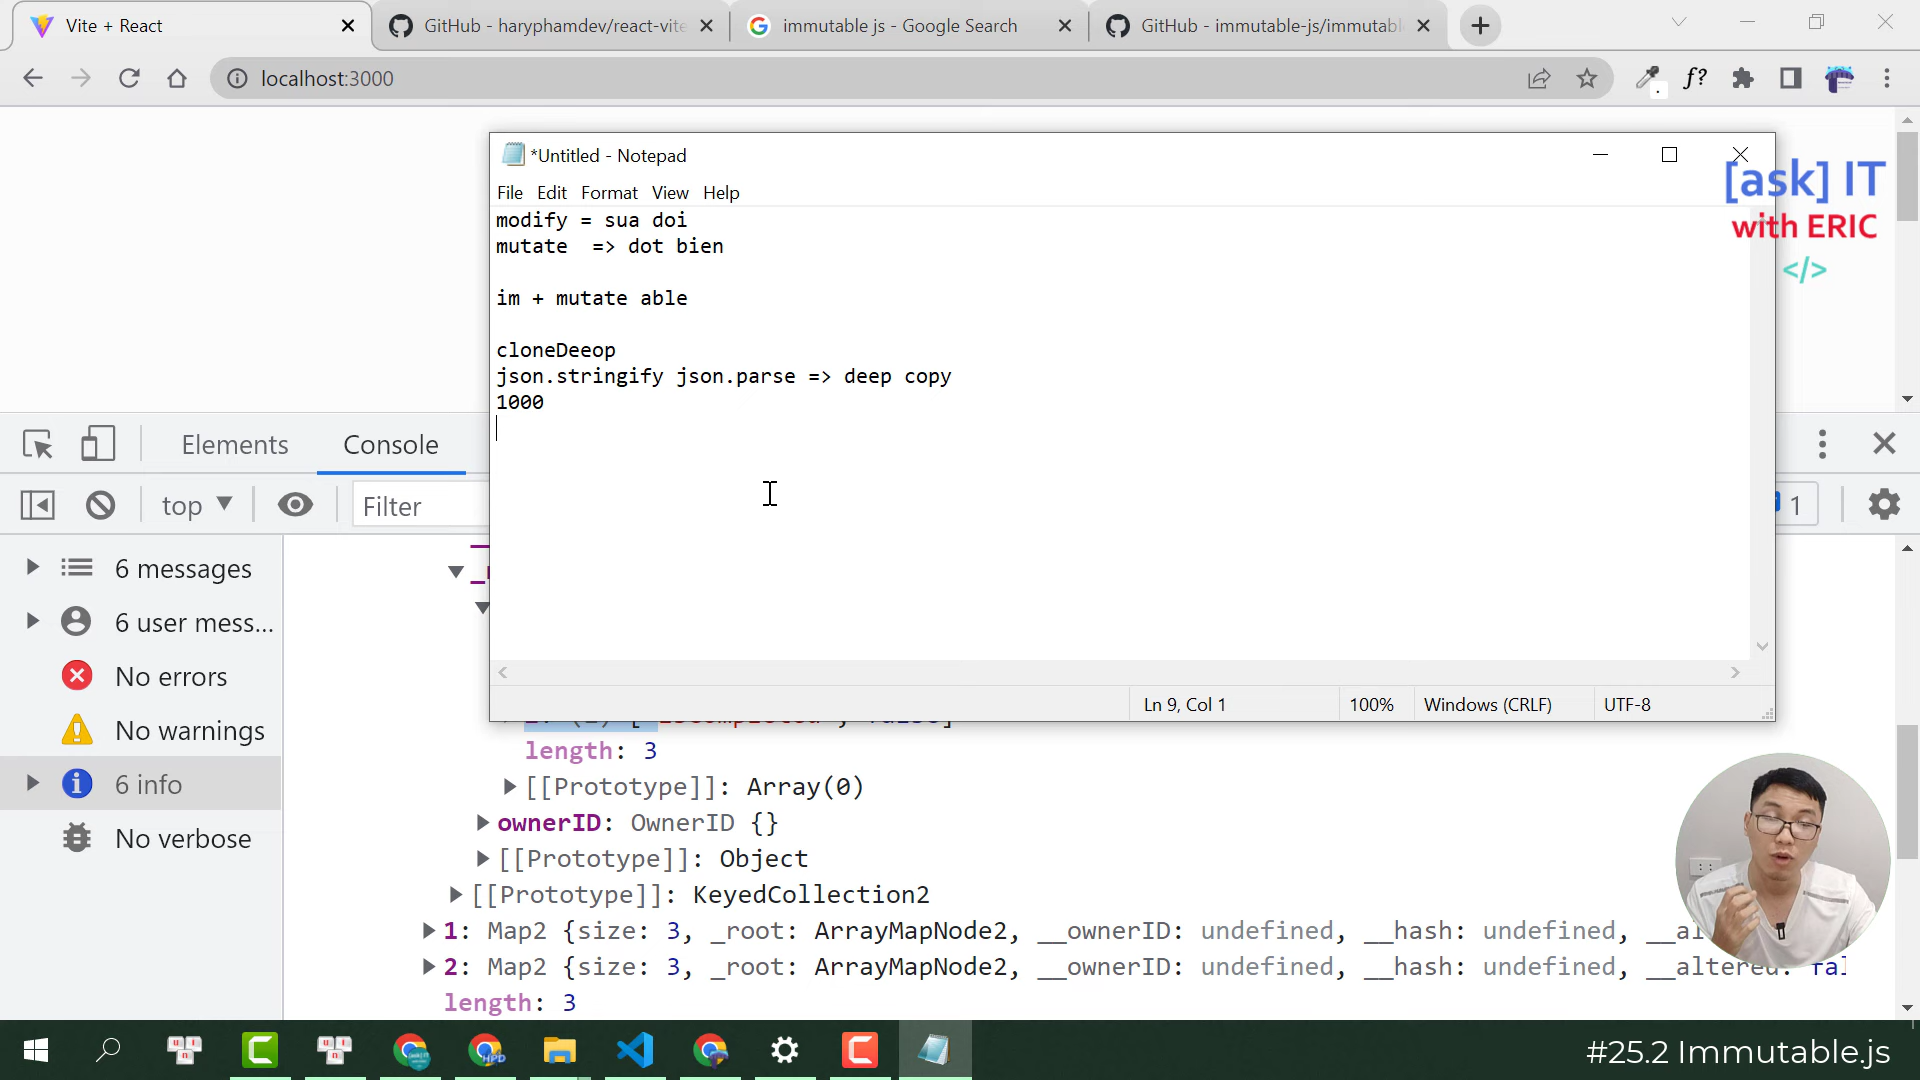 Vite + React
GitHub - haryphamdev/react-vite
immutable js - Google Search
GitHub - immutable-js/immutabl
localhost:3000
f?
*Untitled - Notepad
File Edit Format View Help
[ask] IT
with ERIC
</>
modify = sua doi
mutate  => dot bien
im + mutate able
cloneDeeop
json.stringify json.parse => deep copy
1000
Elements
Console
top
Filter
1
6 messages
6 user mess...
No errors
No warnings
6 info
No verbose
Ln 9, Col 1
100%
Windows (CRLF)
UTF-8
length: 3
[[Prototype]]: Array(0)
ownerID: OwnerID {}
[[Prototype]]: Object
[[Prototype]]: KeyedCollection2
1: Map2 {size: 3, _root: ArrayMapNode2, __ownerID: undefined, __hash: undefined, __al
2: Map2 {size: 3, _root: ArrayMapNode2, __ownerID: undefined, __hash: undefined, __altered: fal
length: 3
#25.2 Immutable.js